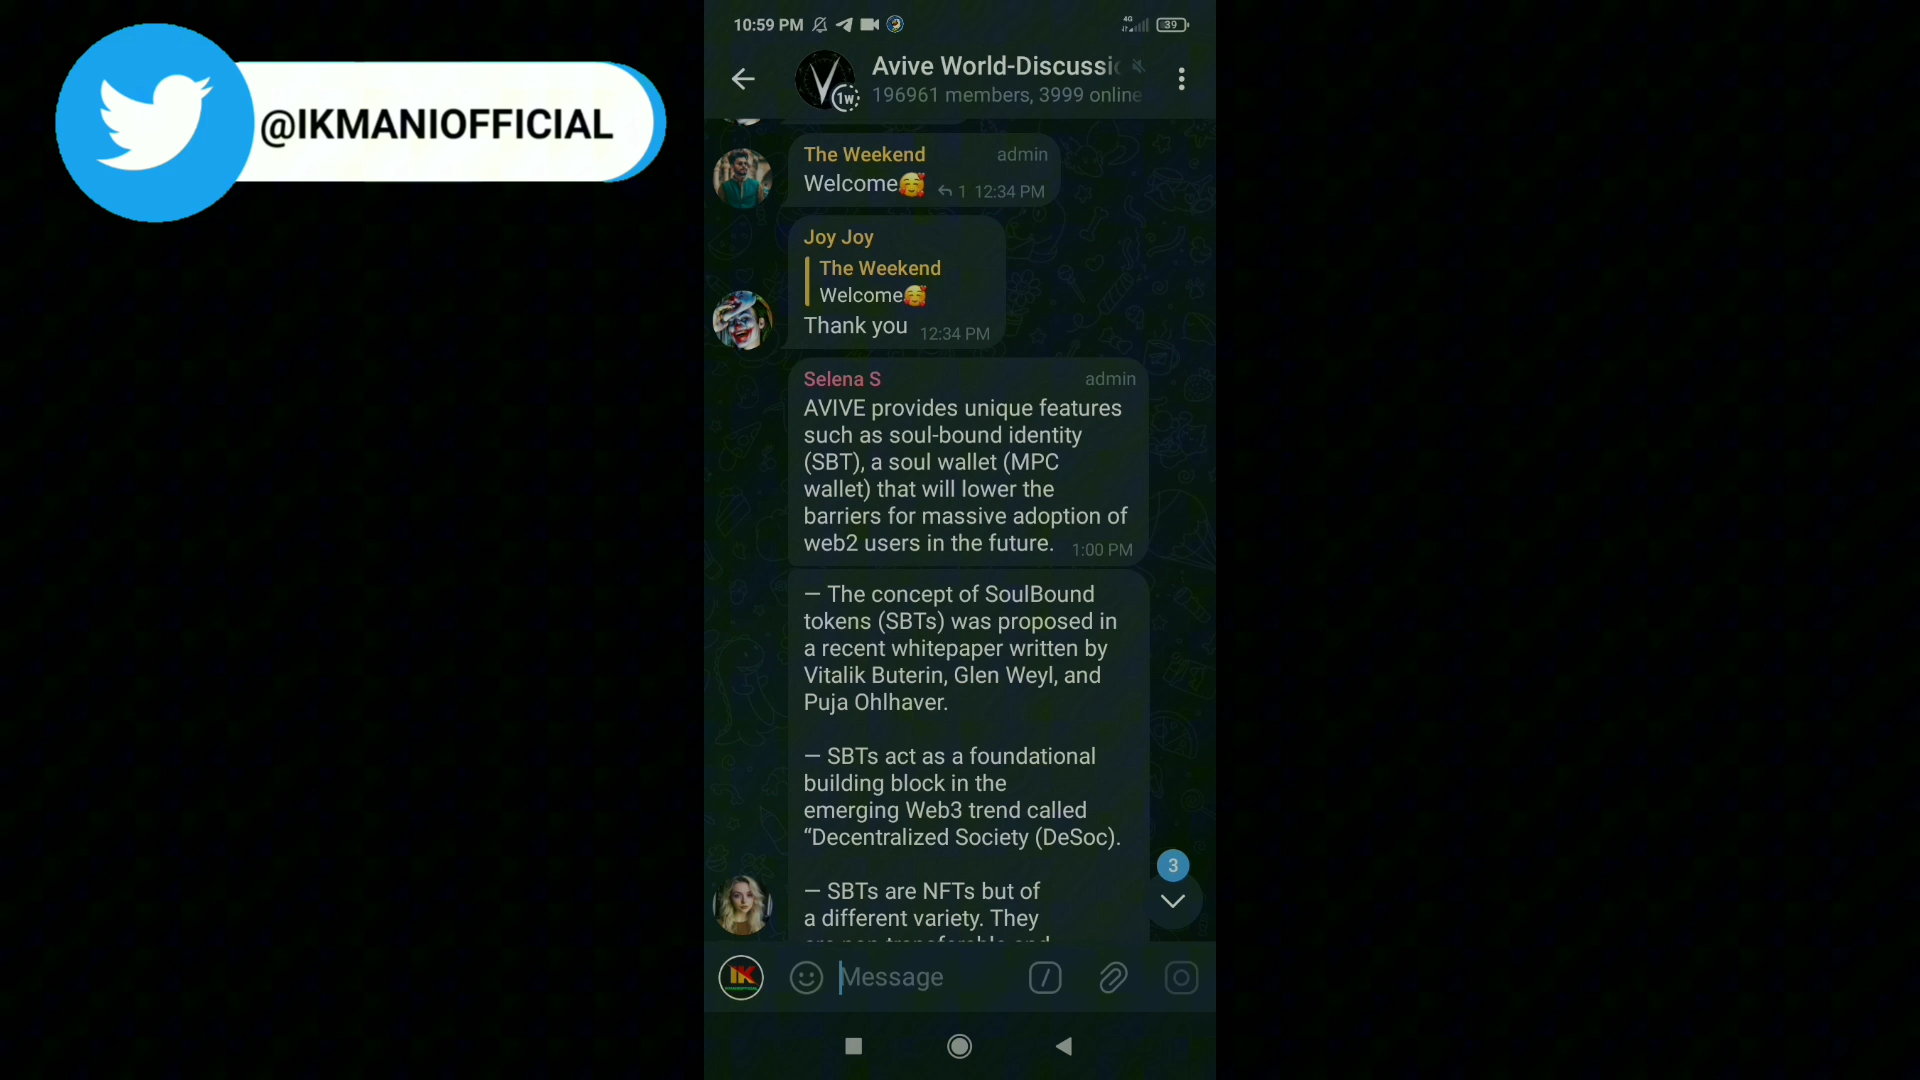 @IKMANIOFFICIAL
10:59 PM
4G
39
Avive World-Discussi
196961 members, 3999 online
1w
The Weekend admin
Welcome🥰 1 12:34 PM
Joy Joy
The Weekend
Welcome🥰
Thank you 12:34 PM
Selena S admin
AVIVE provides unique features
such as soul-bound identity
(SBT), a soul wallet (MPC
wallet) that will lower the
barriers for massive adoption of
web2 users in the future. 1:00 PM
— The concept of SoulBound
tokens (SBTs) was proposed in
a recent whitepaper written by
Vitalik Buterin, Glen Weyl, and
Puja Ohlhaver.
— SBTs act as a foundational
building block in the
emerging Web3 trend called
“Decentralized Society (DeSoc).
— SBTs are NFTs but of
a different variety. They
3
IK
Message